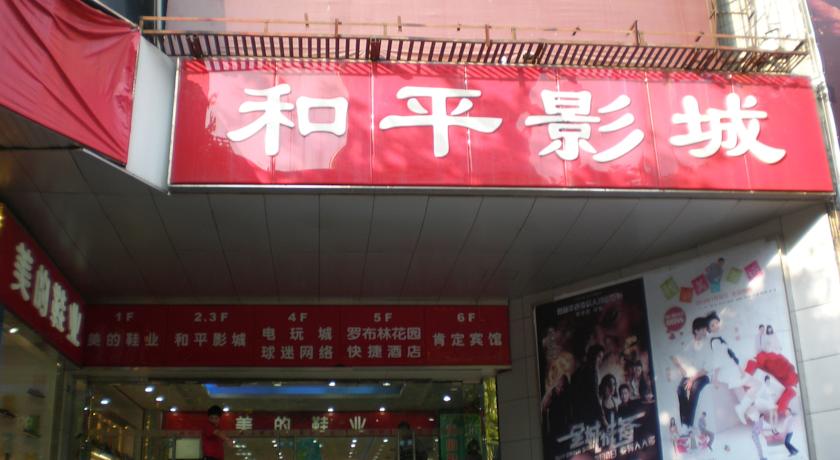 和平影城
美的鞋业
1F
美的鞋业
2.3F
和平影城
4F
电玩城
球迷网络
5F
罗布林花园
快捷酒店
6F
肯定宾馆
美的鞋业